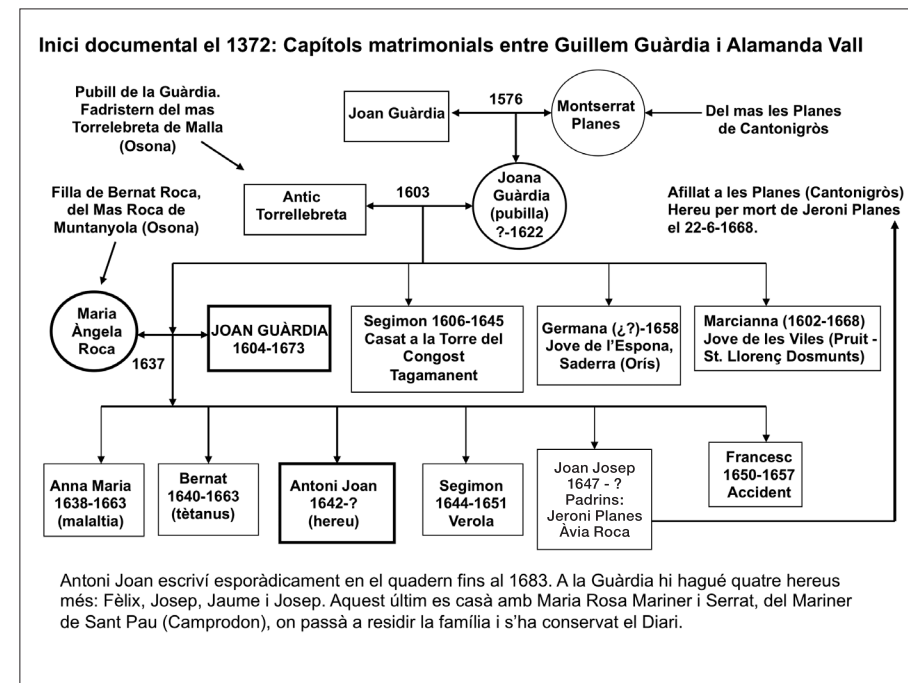 Inici documental el 1372: Capítols matrimonials entre Guillem Guàrdia i Alamanda Vall
Pubill de la Guàrdia.
Fadristern del mas
Torrelebreta de Malla
(Osona)
Joan Guàrdia
1576
Montserrat
Planes
Del mas les Planes
de Cantonigròs
Filla de Bernat Roca,
del Mas Roca de
Muntanyola (Osona)
Antic
Torrellebreta
1603
Joana
Guàrdia
(pubilla)
?-1622
Afillat a les Planes (Cantonigròs)
Hereu per mort de Jeroni Planes
el 22-6-1668.
Maria
Àngela
Roca
1637
JOAN GUÀRDIA
1604-1673
Segimon 1606-1645
Casat a la Torre del
Congost
Tagamanent
Germana (¿?)-1658
Jove de l’Espona,
Saderra (Orís)
Marcianna (1602-1668)
Jove de les Viles (Pruit -
St. Llorenç Dosmunts)
Anna Maria
1638-1663
(malaltia)
Bernat
1640-1663
(tètanus)
Antoni Joan
1642-?
(hereu)
Segimon
1644-1651
Verola
Joan Josep
1647 - ?
Padrins:
Jeroni Planes
Àvia Roca
Francesc
1650-1657
Accident
Antoni Joan escriví esporàdicament en el quadern fins al 1683. A la Guàrdia hi hagué quatre hereus
més: Fèlix, Josep, Jaume i Josep. Aquest últim es casà amb Maria Rosa Mariner i Serrat, del Mariner
de Sant Pau (Camprodon), on passà a residir la família i s’ha conservat el Diari.